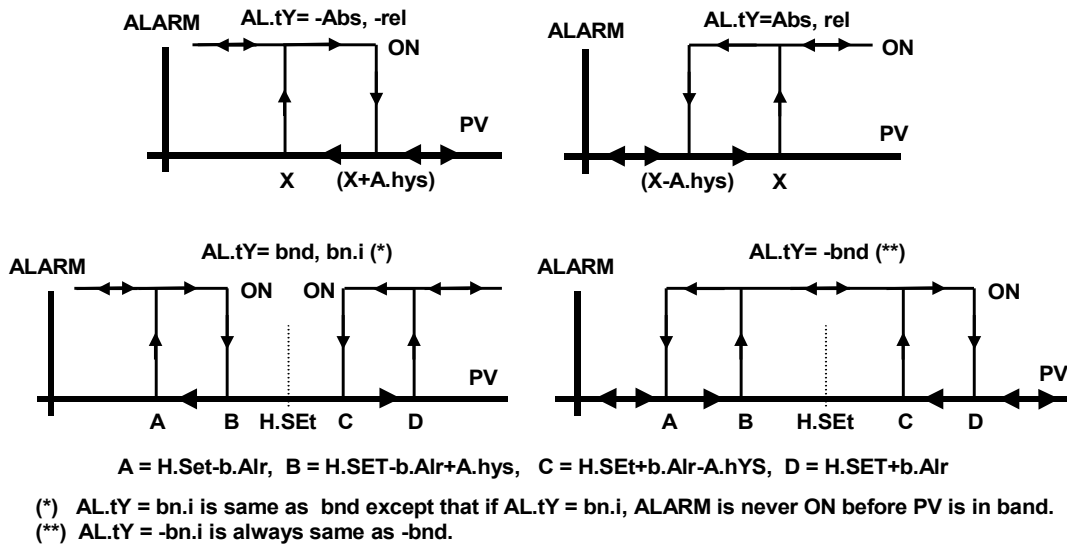 AL.tY= -Abs, -rel
ALARM
ON
PV
X
(X+A.hys)
AL.tY=Abs, rel
ALARM
ON
PV
(X-A.hys)
X
AL.tY= bnd, bn.i (*)
ALARM
ON
ON
PV
A
B
H.SEt
C
D
AL.tY= -bnd (**)
ALARM
ON
PV
A
B
H.SEt
C
D
A = H.Set-b.Alr, B = H.SET-b.Alr+A.hys, C = H.SEt+b.Alr-A.hYS, D = H.SET+b.Alr
(*) AL.tY = bn.i is same as bnd except that if AL.tY = bn.i, ALARM is never ON before PV is in band.
(**) AL.tY = -bn.i is always same as -bnd.